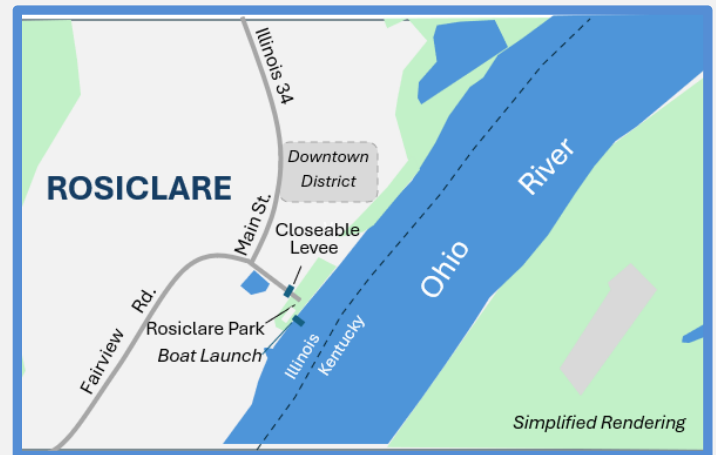 Illinois 34
Downtown
District
ROSICLARE
River
Main St.
Closeable
Levee
Ohio
Rd.
Fairview
Rosiclare Park
Boat Launch
Illinois
Kentucky
Simplified Rendering